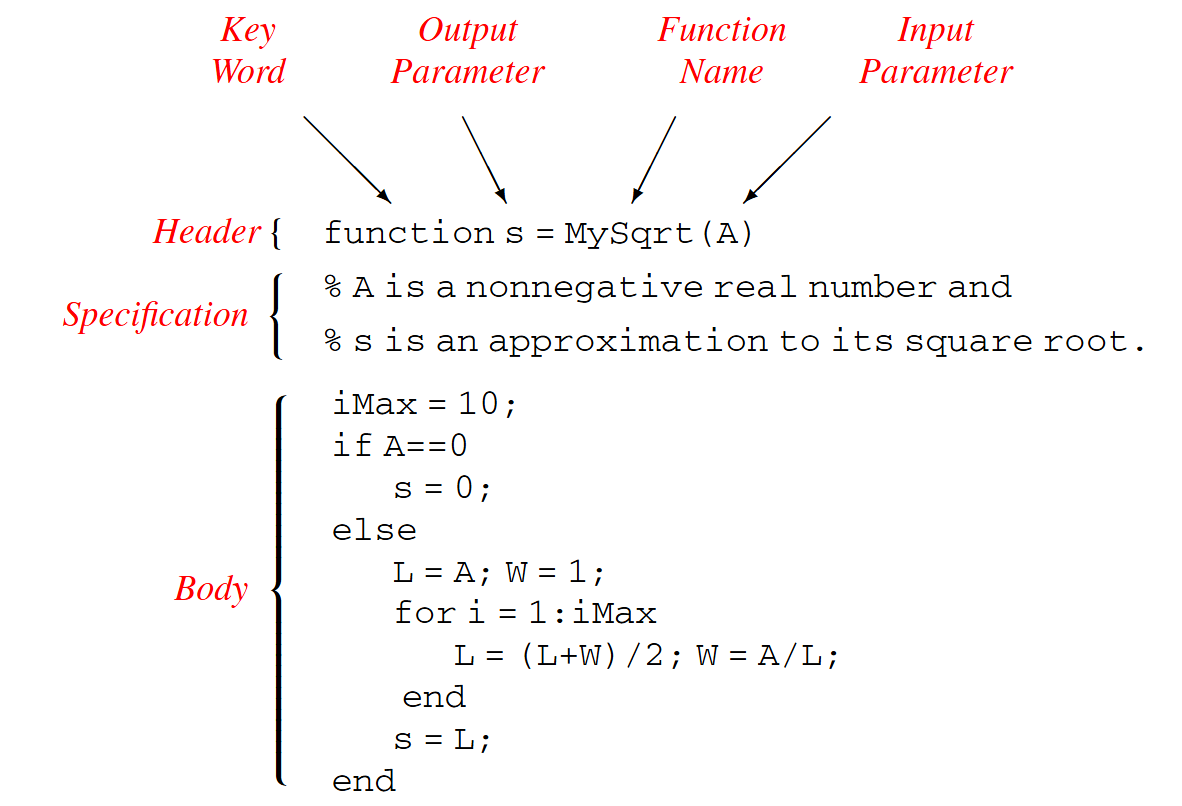 Key Word
Output Parameter
Function Name
Input Parameter
Header { function s = MySqrt(A)
Specification
% A is a nonnegative real number and
% s is an approximation to its square root.
Body
iMax = 10;
if A==0
s = 0;
else
L = A; W = 1;
for i = 1:iMax
L = (L+W)/2; W = A/L;
end
s = L;
end